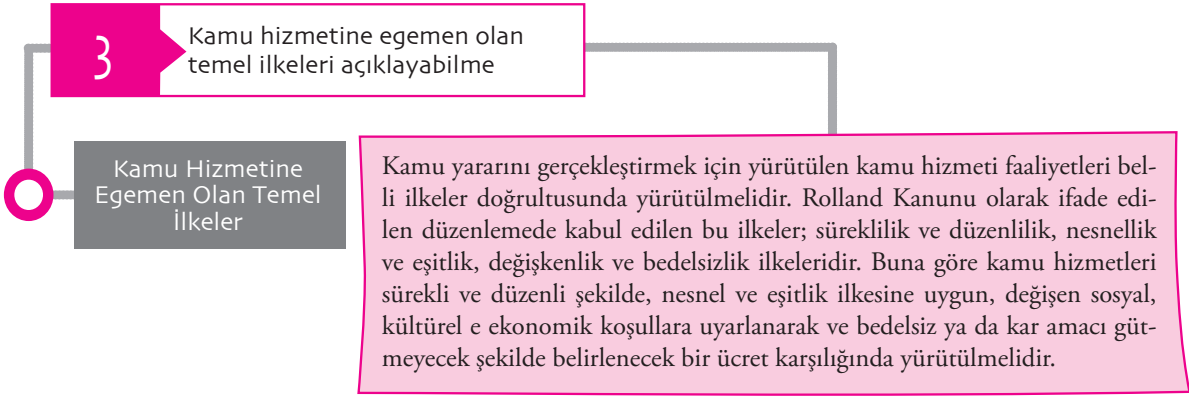 3
Kamu hizmetine egemen olan
temel ilkeleri açıklayabilme
Kamu Hizmetine
Egemen Olan Temel
İlkeler
Kamu yararını gerçekleştirmek için yürütülen kamu hizmeti faaliyetleri bel-
li ilkeler doğrultusunda yürütülmelidir. Rolland Kanunu olarak ifade edi-
len düzenlemede kabul edilen bu ilkeler; süreklilik ve düzenlilik, nesnellik
ve eşitlik, değişkenlik ve bedelsizlik ilkeleridir. Buna göre kamu hizmetleri
sürekli ve düzenli şekilde, nesnel ve eşitlik ilkesine uygun, değişen sosyal,
kültürel e ekonomik koşullara uyarlanarak ve bedelsiz ya da kar amacı güt-
meyecek şekilde belirlenecek bir ücret karşılığında yürütülmelidir.